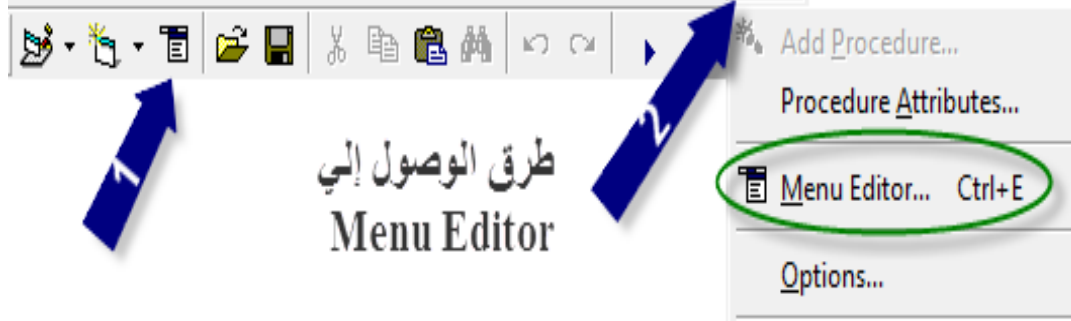 1
2
طرق الوصول إلي
Menu Editor
Add Procedure...
Procedure Attributes...
Menu Editor... Ctrl+E
Options...